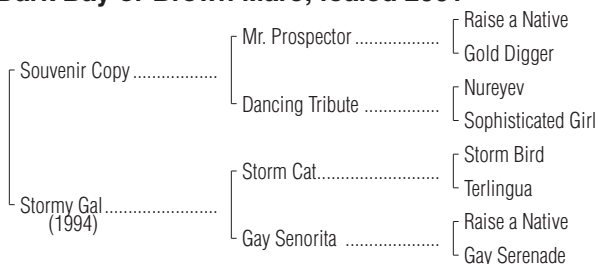 Dark Bay or Brown Mare; foaled 2001
Raise a Native
Mr. Prospector ..................
Gold Digger
Souvenir Copy ..................
Nureyev
Dancing Tribute ................
Sophisticated Girl
Storm Bird
Storm Cat..........................
Terlingua
Stormy Gal........................
(1994)
Raise a Native
Gay Senorita ....................
Gay Serenade